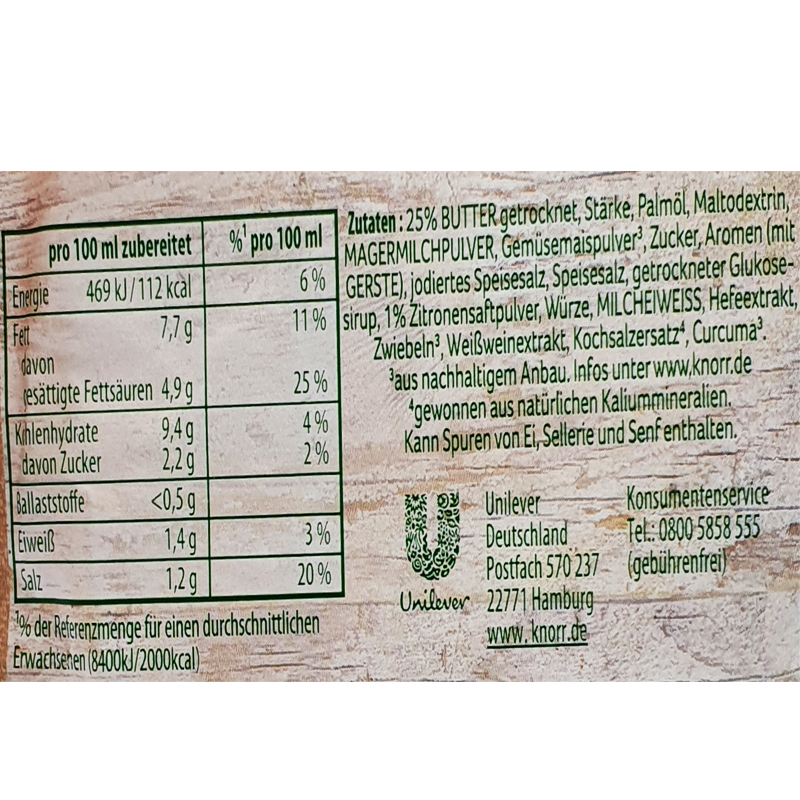 pro 100 ml zubereitet %¹ pro 100 ml
Energie 469 kJ/112 kcal 6 %
Fett 7,7 g 11 %
davon
gesättigte Fettsäuren 4,9 g 25 %
Kohlenhydrate 9,4 g 4 %
davon Zucker 2,2 g 2 %
Ballaststoffe <0,5 g
Eiweiß 1,4 g 3 %
Salz 1,2 g 20 %
¹% der Referenzmenge für einen durchschnittlichen
Erwachsenen (8400kJ/2000kcal)
Zutaten : 25% BUTTER getrocknet, Stärke, Palmöl, Maltodextrin,
MAGERMILCHPULVER, Gemüsemaispulver³, Zucker, Aromen (mit
GERSTE), jodiertes Speisesalz, Speisesalz, getrockneter Glukose-
sirup, 1% Zitronensaftpulver, Würze, MILCHEIWEISS, Hefeextrakt,
Zwiebeln³, Weißweinextrakt, Kochsalzersatz⁴, Curcuma³.
³aus nachhaltigem Anbau. Infos unter www.knorr.de
⁴gewonnen aus natürlichen Kaliummineralien.
Kann Spuren von Ei, Sellerie und Senf enthalten.
Unilever
Unilever
Deutschland
Postfach 570 237
22771 Hamburg
www.knorr.de
Konsumentenservice
Tel.: 0800 5858 555
(gebührenfrei)